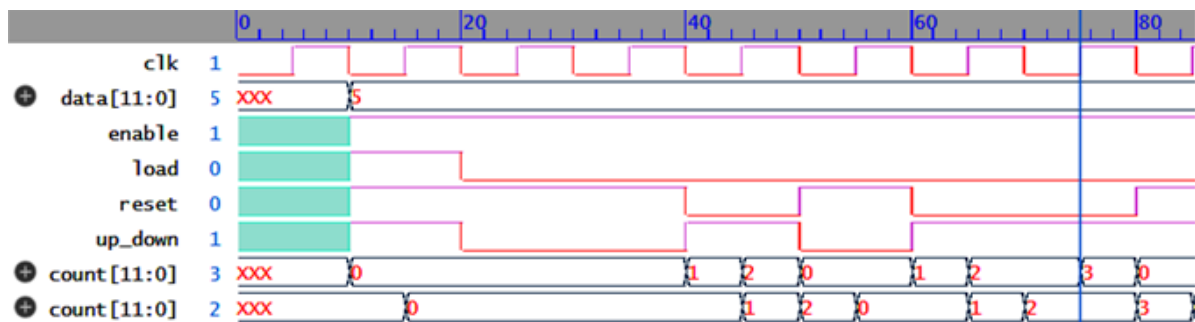 0 20 40 60 80
clk 1
data[11:0] 5 XXX 5
enable 1
load 0
reset 0
up_down 1
count[11:0] 3 XXX 0 1 2 0 1 2 3 0
count[11:0] 2 XXX 0 1 2 0 1 2 3